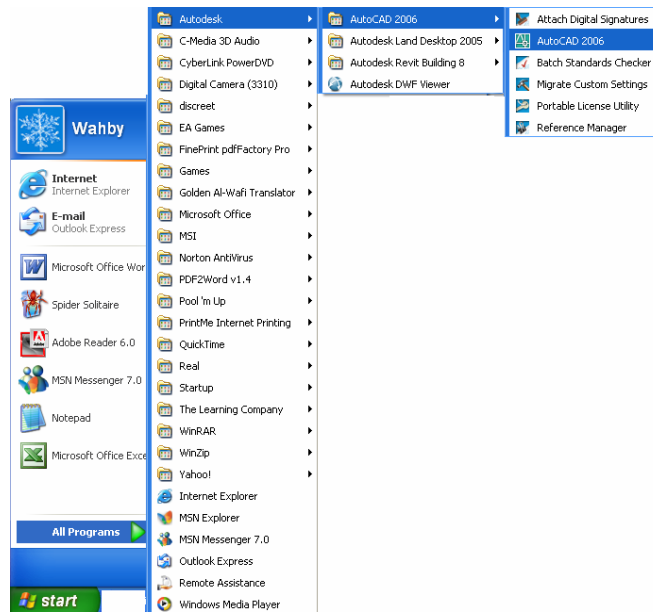 Wahby
Internet
Internet Explorer
E-mail
Outlook Express
Microsoft Office Wor
Spider Solitaire
Adobe Reader 6.0
MSN Messenger 7.0
Notepad
Microsoft Office Exce
All Programs
start
Autodesk
C-Media 3D Audio
CyberLink PowerDVD
Digital Camera (3310)
discreet
EA Games
FinePrint pdfFactory Pro
Games
Golden Al-Wafi Translator
Microsoft Office
MSI
Norton AntiVirus
PDF2Word v1.4
Pool 'm Up
PrintMe Internet Printing
QuickTime
Real
Startup
The Learning Company
WinRAR
WinZip
Yahoo!
Internet Explorer
MSN Explorer
MSN Messenger 7.0
Outlook Express
Remote Assistance
Windows Media Player
AutoCAD 2006
Autodesk Land Desktop 2005
Autodesk Revit Building 8
Autodesk DWF Viewer
Attach Digital Signatures
AutoCAD 2006
Batch Standards Checker
Migrate Custom Settings
Portable License Utility
Reference Manager